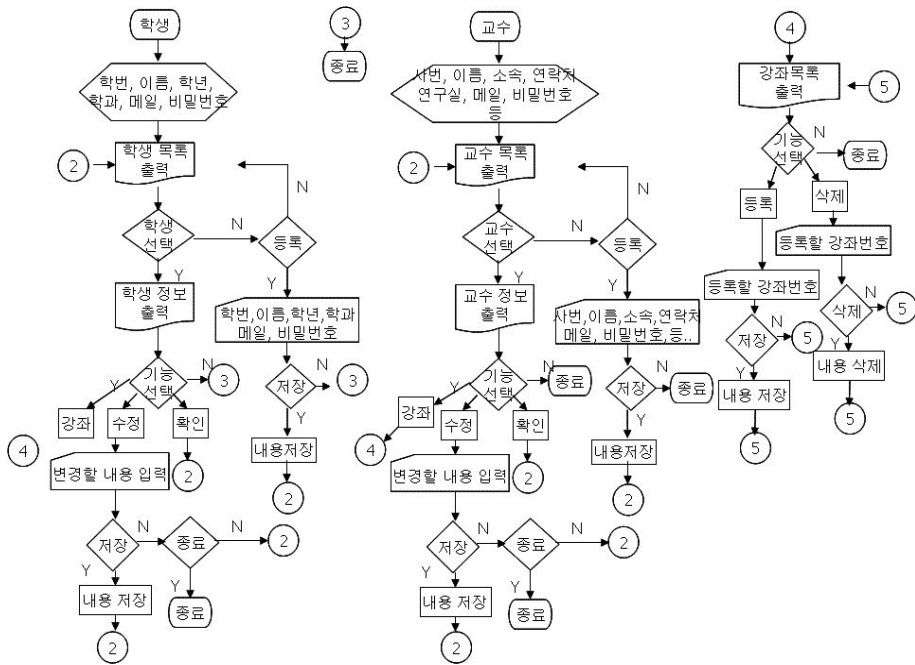 학생
학번, 이름, 학년,
학과, 메일, 비밀번호
2
학생 목록
출력
N
학생
선택
N
등록
Y
Y
학생 정보
출력
학번,이름,학년,학과
메일, 비밀번호
기능
선택
N
3
Y
저장
N
3
강좌
수정
확인
Y
4
2
내용저장
변경할 내용 입력
2
저장
N
종료
N
2
Y
Y
내용 저장
종료
2
3
종료
교수
사번, 이름, 소속, 연락처
연구실, 메일, 비밀번호
등
2
교수 목록
출력
N
교수
선택
N
등록
Y
Y
교수 정보
출력
사번,이름,소속,연락처
메일, 비밀번호,등..
기능
선택
N
종료
Y
저장
N
종료
강좌
수정
확인
Y
4
2
내용저장
변경할 내용 입력
2
저장
N
종료
N
2
Y
Y
내용 저장
종료
2
4
강좌목록
출력
5
기능
선택
N
종료
등록
삭제
등록할 강좌번호
등록할 강좌번호
삭제
N
5
저장
N
5
Y
내용 삭제
Y
내용 저장
5
5